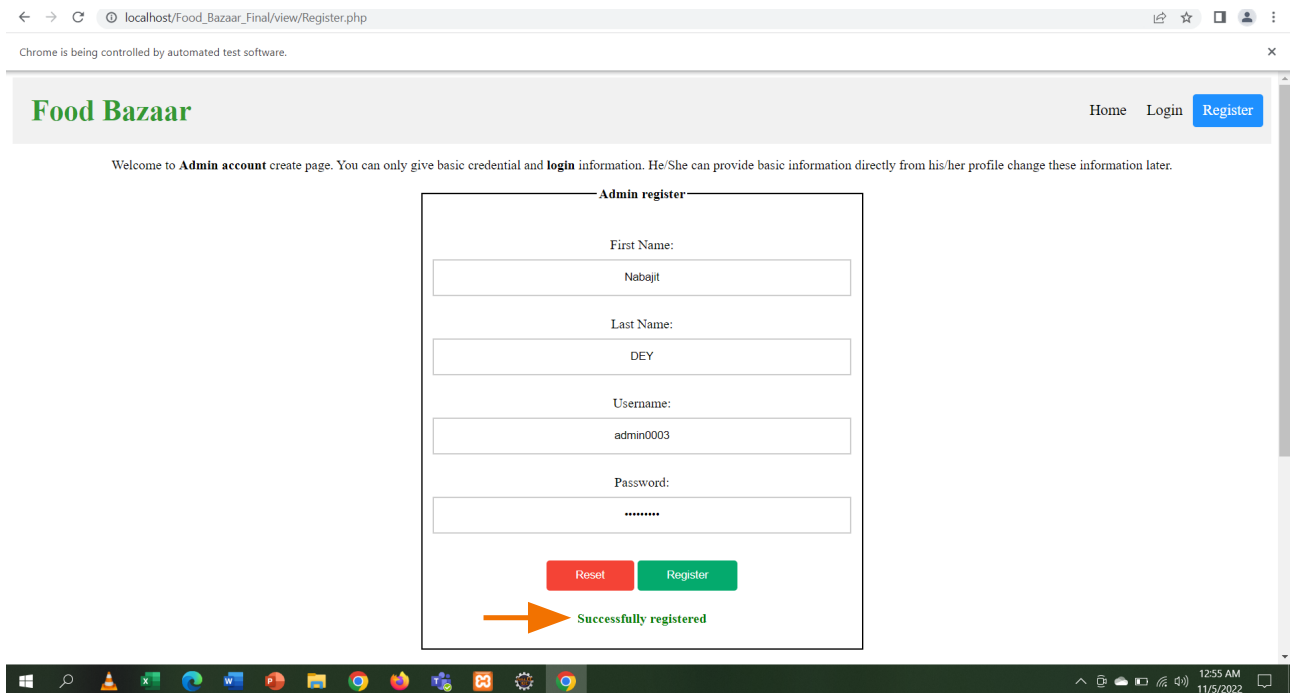 localhost/Food_Bazaar_Final/view/Register.php
Chrome is being controlled by automated test software.
Food Bazaar
Home Login Register
Welcome to Admin account create page. You can only give basic credential and login information. He/She can provide basic information directly from his/her profile change these information later.
Admin register
First Name:
Nabajit
Last Name:
DEY
Username:
admin0003
Password:
•••••••••
Reset Register
Successfully registered
12:55 AM
11/5/2022